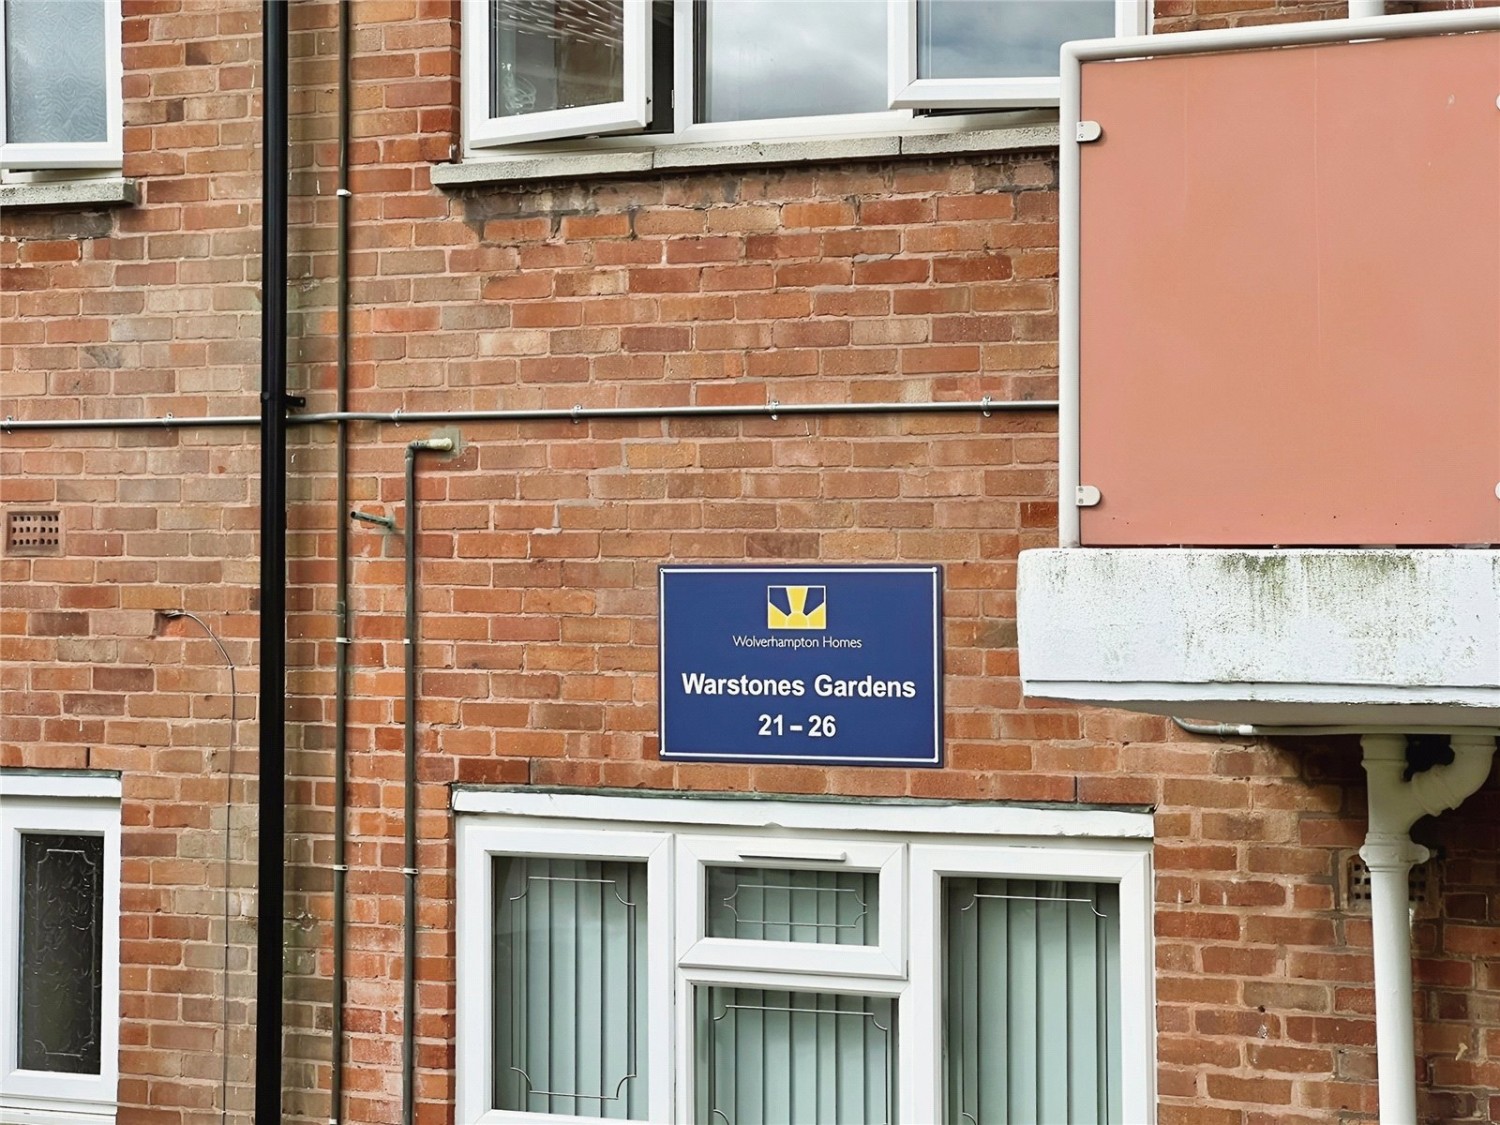 Wolverhampton Homes
Warstones Gardens
21 – 26